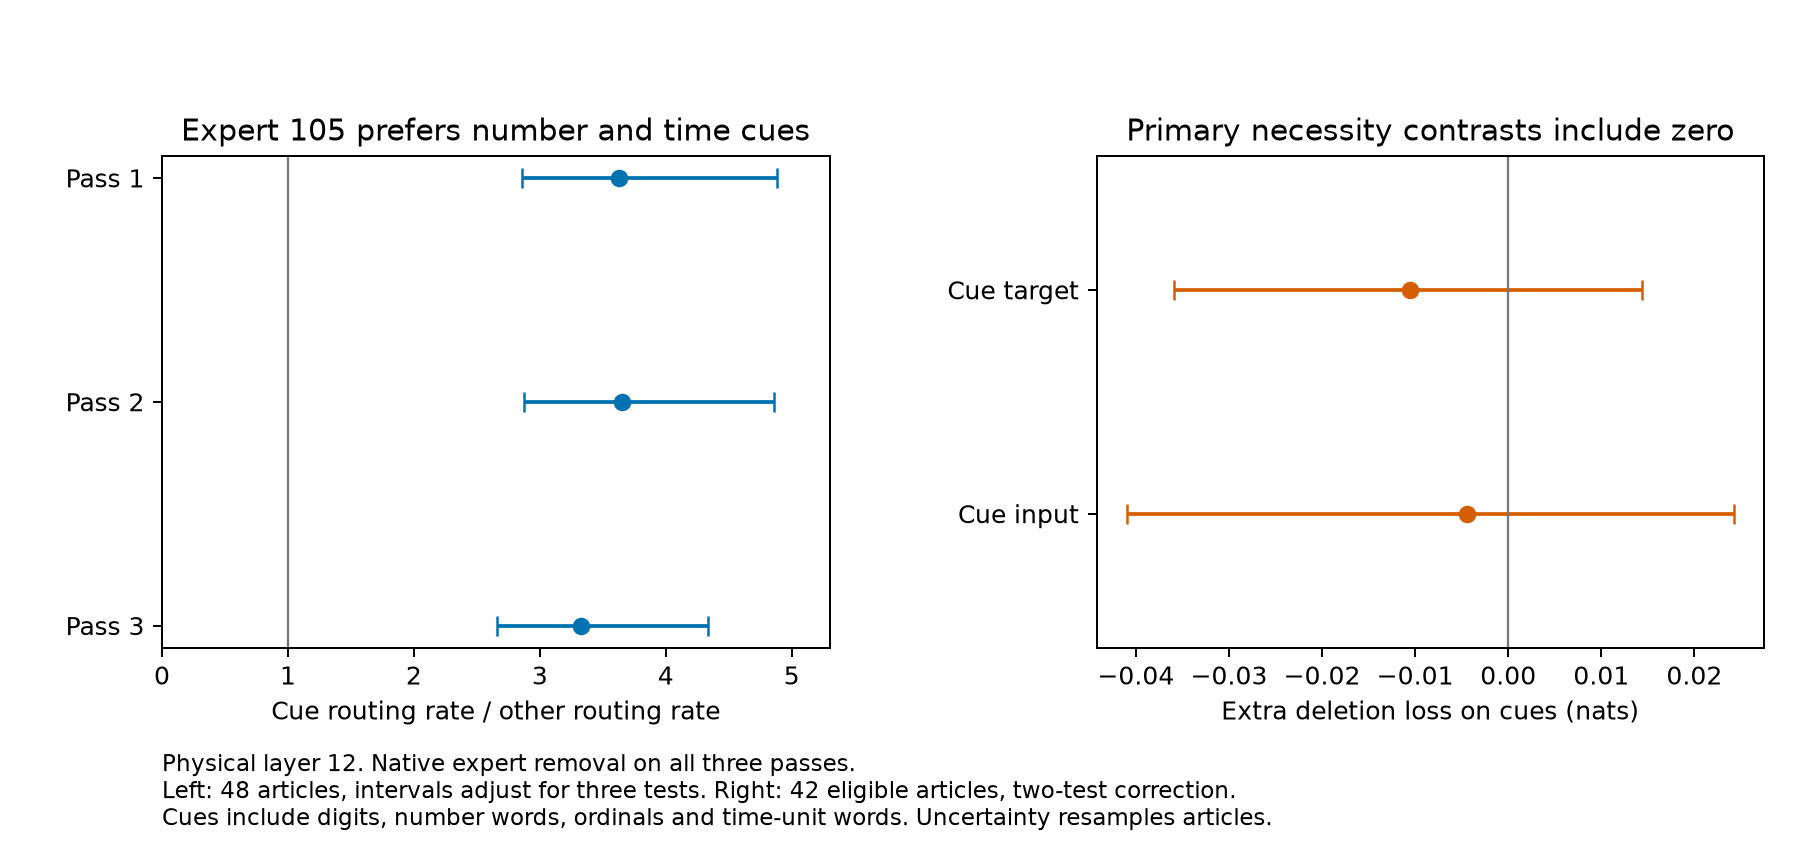 Expert 105 prefers number and time cues
Pass 1
Pass 2
Pass 3
0 1 2 3 4 5
Cue routing rate / other routing rate
Primary necessity contrasts include zero
Cue target
Cue input
−0.04 −0.03 −0.02 −0.01 0.00 0.01 0.02
Extra deletion loss on cues (nats)
Physical layer 12. Native expert removal on all three passes.
Left: 48 articles, intervals adjust for three tests. Right: 42 eligible articles, two-test correction.
Cues include digits, number words, ordinals and time-unit words. Uncertainty resamples articles.